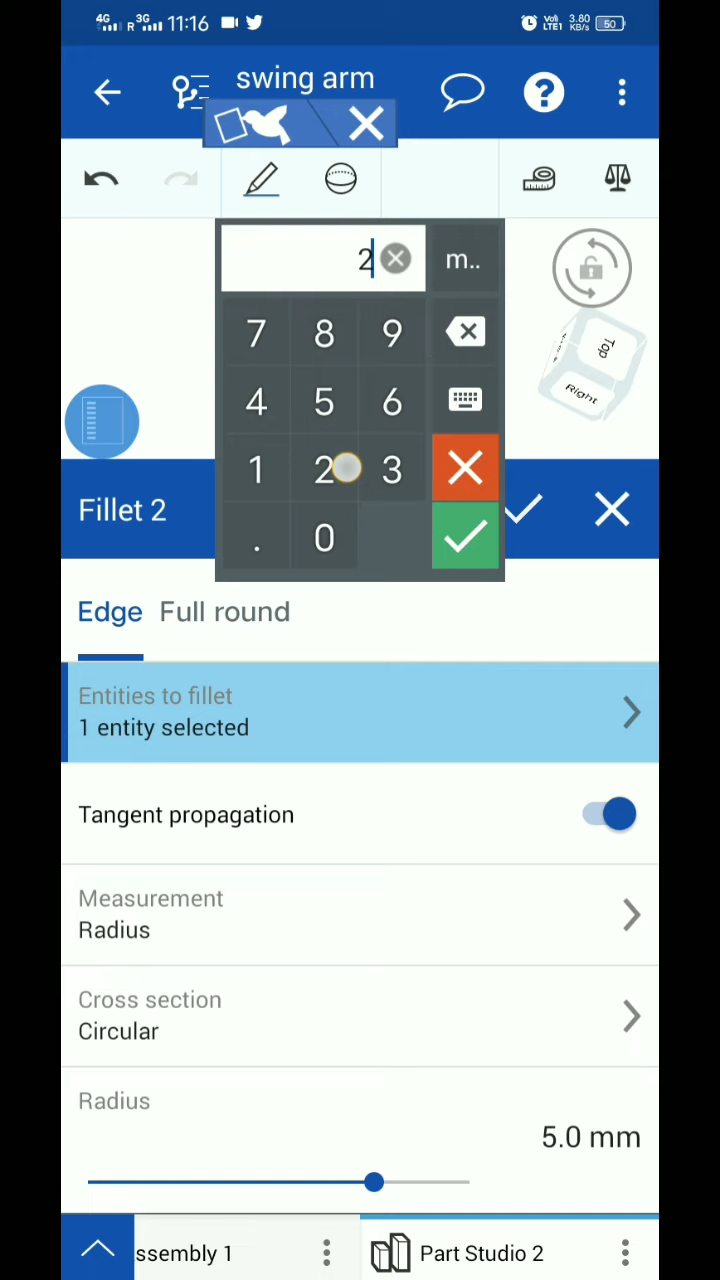 4G R 3G 11:16 Vo) LTE1 3.80 KB/s 50
swing arm
?
2 m..
7 8 9
4 5 6
1 2 3
. 0
Top
Right
Fillet 2
Edge Full round
Entities to fillet
1 entity selected
Tangent propagation
Measurement
Radius
Cross section
Circular
Radius
5.0 mm
ssembly 1 Part Studio 2